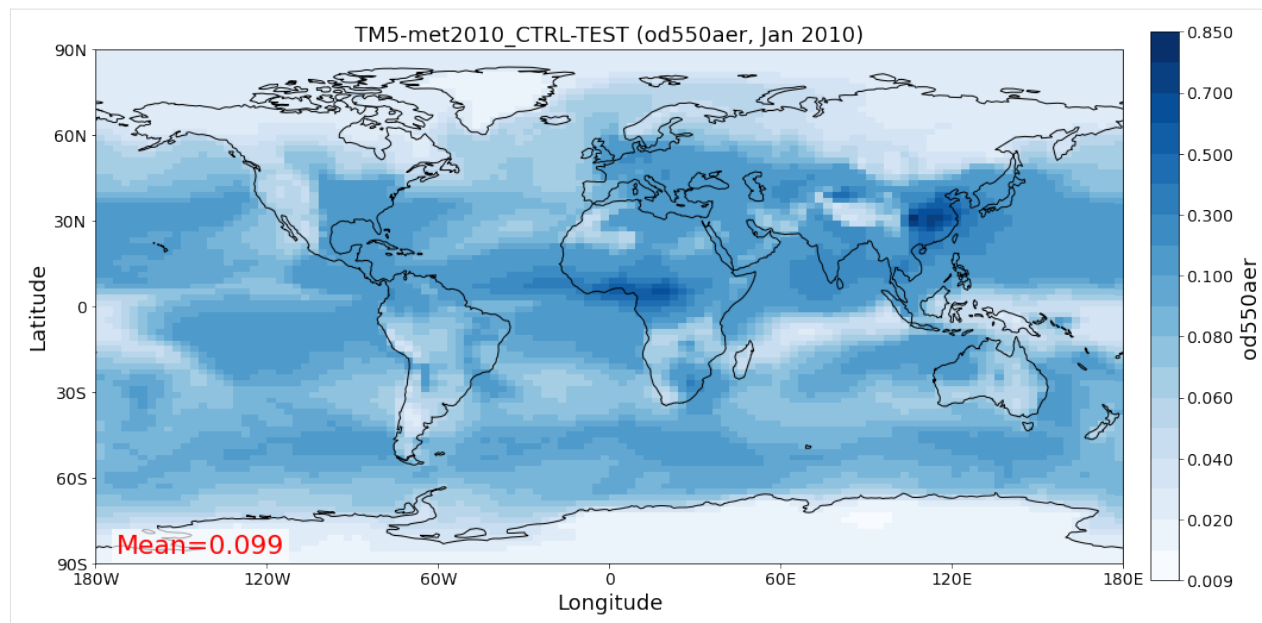 TM5-met2010_CTRL-TEST (od550aer, Jan 2010)
90N
60N
30N
0
30S
60S
90S
Latitude
Mean=0.099
180W
120W
60W
0
60E
120E
180E
Longitude
0.850
0.700
0.500
0.300
0.100
0.080
0.060
0.040
0.020
0.009
od550aer